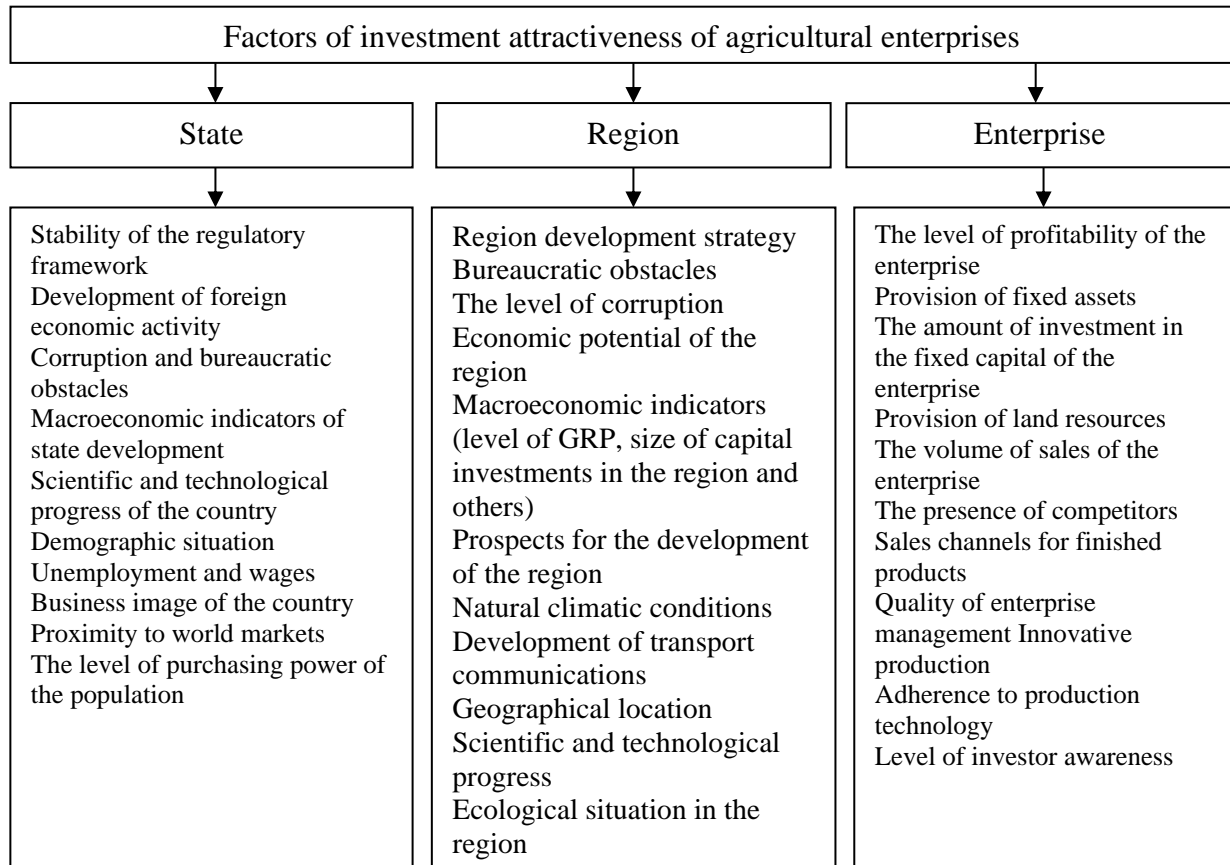 Factors of investment attractiveness of agricultural enterprises
State
Region
Enterprise
Stability of the regulatory
framework
Development of foreign
economic activity
Corruption and bureaucratic
obstacles
Macroeconomic indicators of
state development
Scientific and technological
progress of the country
Demographic situation
Unemployment and wages
Business image of the country
Proximity to world markets
The level of purchasing power of
the population
Region development strategy
Bureaucratic obstacles
The level of corruption
Economic potential of the
region
Macroeconomic indicators
(level of GRP, size of capital
investments in the region and
others)
Prospects for the development
of the region
Natural climatic conditions
Development of transport
communications
Geographical location
Scientific and technological
progress
Ecological situation in the
region
The level of profitability of the
enterprise
Provision of fixed assets
The amount of investment in
the fixed capital of the
enterprise
Provision of land resources
The volume of sales of the
enterprise
The presence of competitors
Sales channels for finished
products
Quality of enterprise
management Innovative
production
Adherence to production
technology
Level of investor awareness